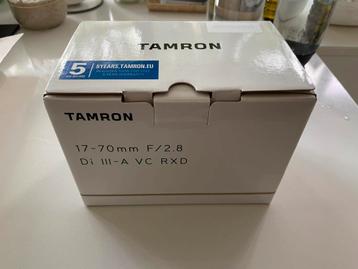 TAMRON
5
5YEARS.TAMRON.EU
TAMRON
17-70mm F/2.8
Di III-A VC RXD